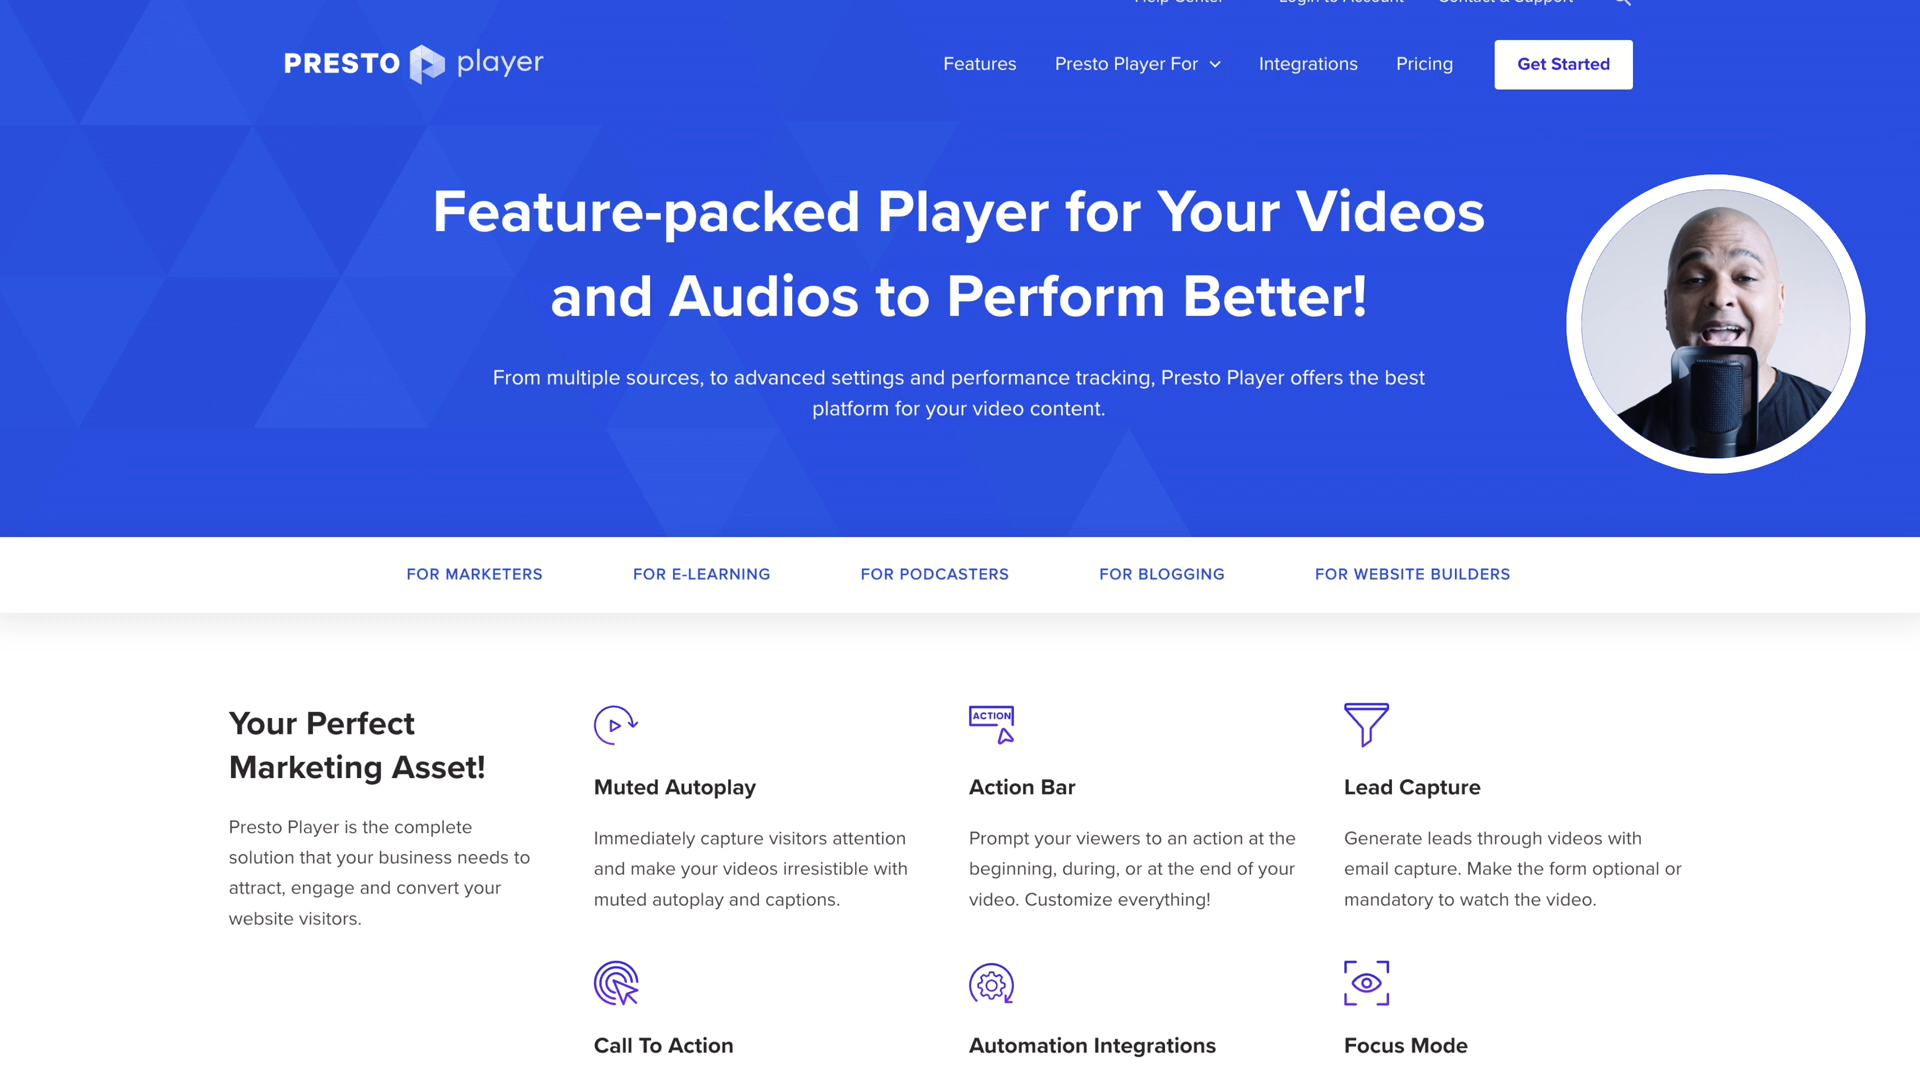 Help Center Login to Account Contact & Support
PRESTO player
Features Presto Player For Integrations Pricing Get Started
Feature-packed Player for Your Videos
and Audios to Perform Better!
From multiple sources, to advanced settings and performance tracking, Presto Player offers the best
platform for your video content.
FOR MARKETERS FOR E-LEARNING FOR PODCASTERS FOR BLOGGING FOR WEBSITE BUILDERS
Your Perfect
Marketing Asset!
Presto Player is the complete
solution that your business needs to
attract, engage and convert your
website visitors.
Muted Autoplay
Immediately capture visitors attention
and make your videos irresistible with
muted autoplay and captions.
ACTION
Action Bar
Prompt your viewers to an action at the
beginning, during, or at the end of your
video. Customize everything!
Lead Capture
Generate leads through videos with
email capture. Make the form optional or
mandatory to watch the video.
Call To Action
Automation Integrations
Focus Mode